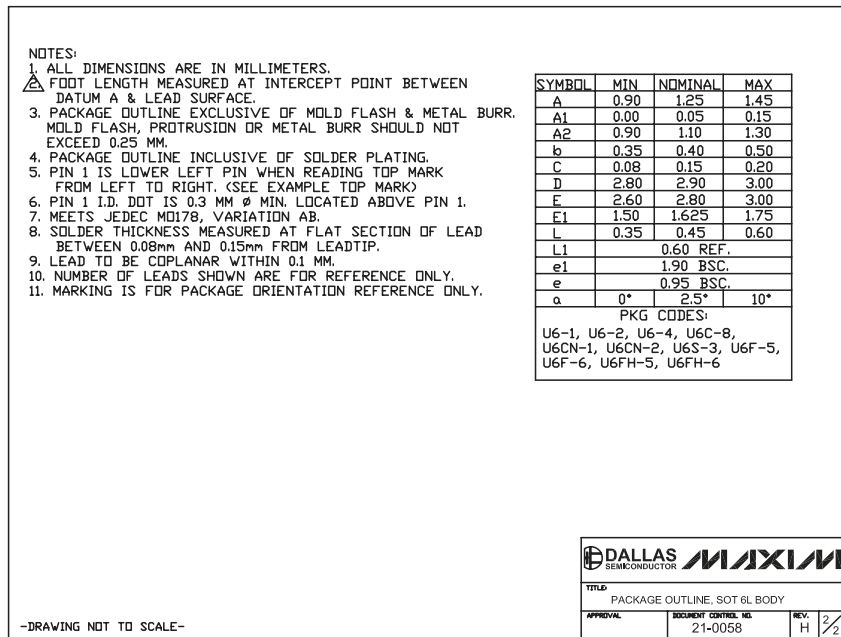 NOTES:
1. ALL DIMENSIONS ARE IN MILLIMETERS.
2. FOOT LENGTH MEASURED AT INTERCEPT POINT BETWEEN
DATUM A & LEAD SURFACE.
3. PACKAGE OUTLINE EXCLUSIVE OF MOLD FLASH & METAL BURR.
MOLD FLASH, PROTRUSION OR METAL BURR SHOULD NOT
EXCEED 0.25 MM.
4. PACKAGE OUTLINE INCLUSIVE OF SOLDER PLATING.
5. PIN 1 IS LOWER LEFT PIN WHEN READING TOP MARK
FROM LEFT TO RIGHT. (SEE EXAMPLE TOP MARK)
6. PIN 1 I.D. DOT IS 0.3 MM Ø MIN. LOCATED ABOVE PIN 1.
7. MEETS JEDEC MO178, VARIATION AB.
8. SOLDER THICKNESS MEASURED AT FLAT SECTION OF LEAD
BETWEEN 0.08mm AND 0.15mm FROM LEADTIP.
9. LEAD TO BE COPLANAR WITHIN 0.1 MM.
10. NUMBER OF LEADS SHOWN ARE FOR REFERENCE ONLY.
11. MARKING IS FOR PACKAGE ORIENTATION REFERENCE ONLY.
SYMBOL MIN NOMINAL MAX
A 0.90 1.25 1.45
A1 0.00 0.05 0.15
A2 0.90 1.10 1.30
b 0.35 0.40 0.50
C 0.08 0.15 0.20
D 2.80 2.90 3.00
E 2.60 2.80 3.00
E1 1.50 1.625 1.75
L 0.35 0.45 0.60
L1 0.60 REF.
e1 1.90 BSC.
e 0.95 BSC.
α 0° 2.5° 10°
PKG CODES:
U6-1, U6-2, U6-4, U6C-8,
U6CN-1, U6CN-2, U6S-3, U6F-5,
U6F-6, U6FH-5, U6FH-6
DALLAS SEMICONDUCTOR MAXIM
TITLE:
PACKAGE OUTLINE, SOT 6L BODY
APPROVAL DOCUMENT CONTROL NO. REV.
21-0058 H 2/2
-DRAWING NOT TO SCALE-